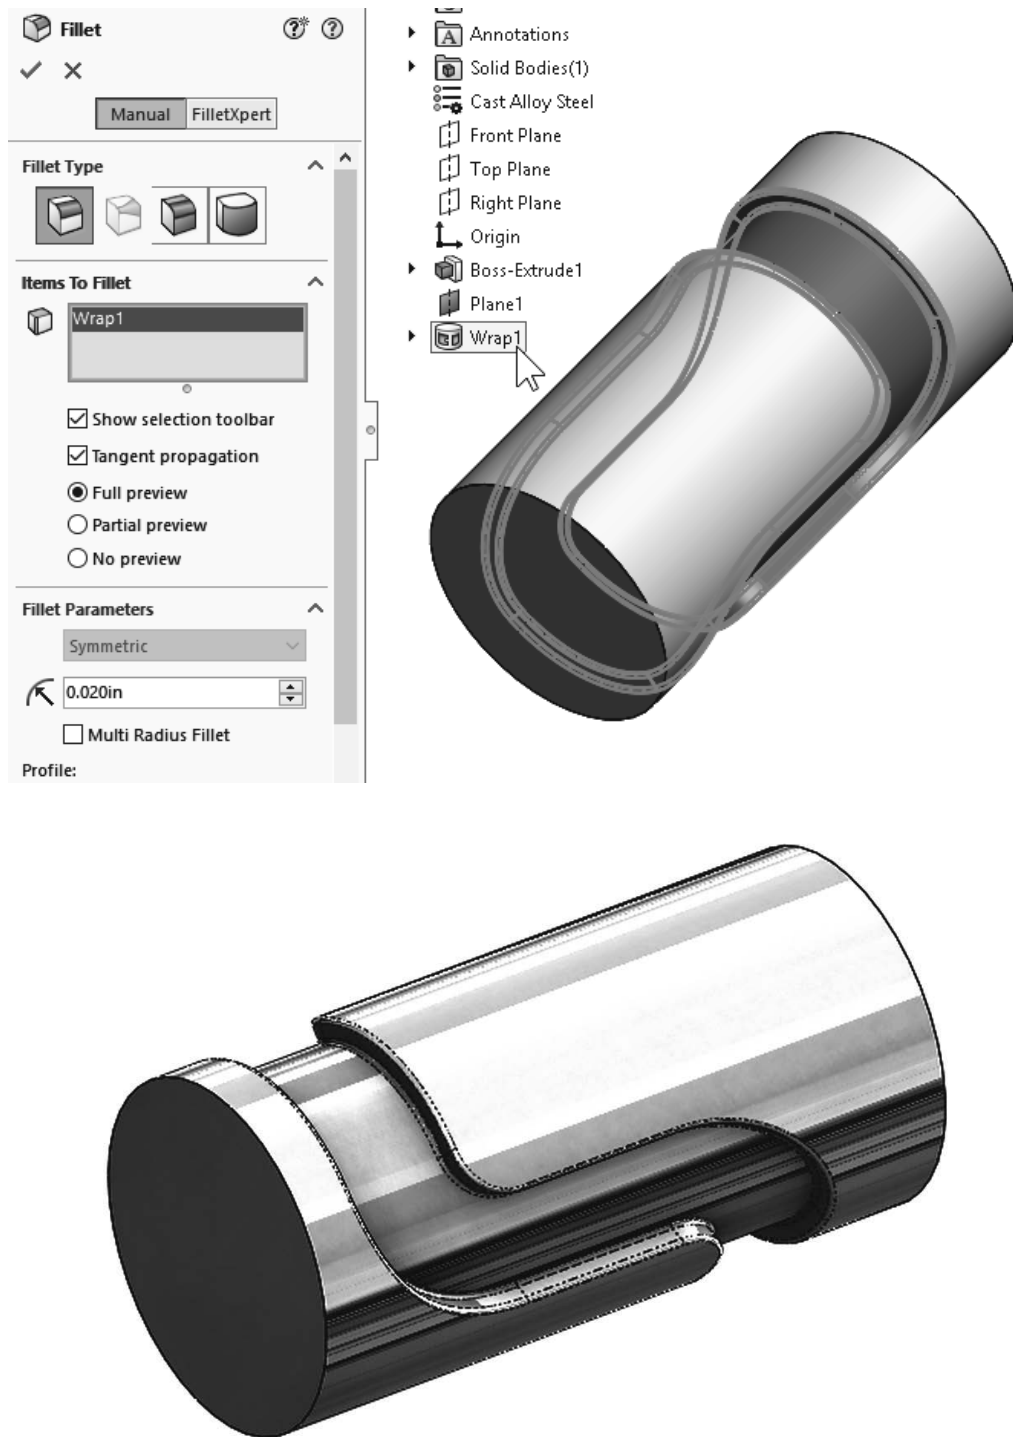 Fillet
Manual
FilletXpert
Fillet Type
Items To Fillet
Wrap1
Show selection toolbar
Tangent propagation
Full preview
Partial preview
No preview
Fillet Parameters
Symmetric
0.020in
Multi Radius Fillet
Profile:
Annotations
Solid Bodies(1)
Cast Alloy Steel
Front Plane
Top Plane
Right Plane
Origin
Boss-Extrude1
Plane1
Wrap1